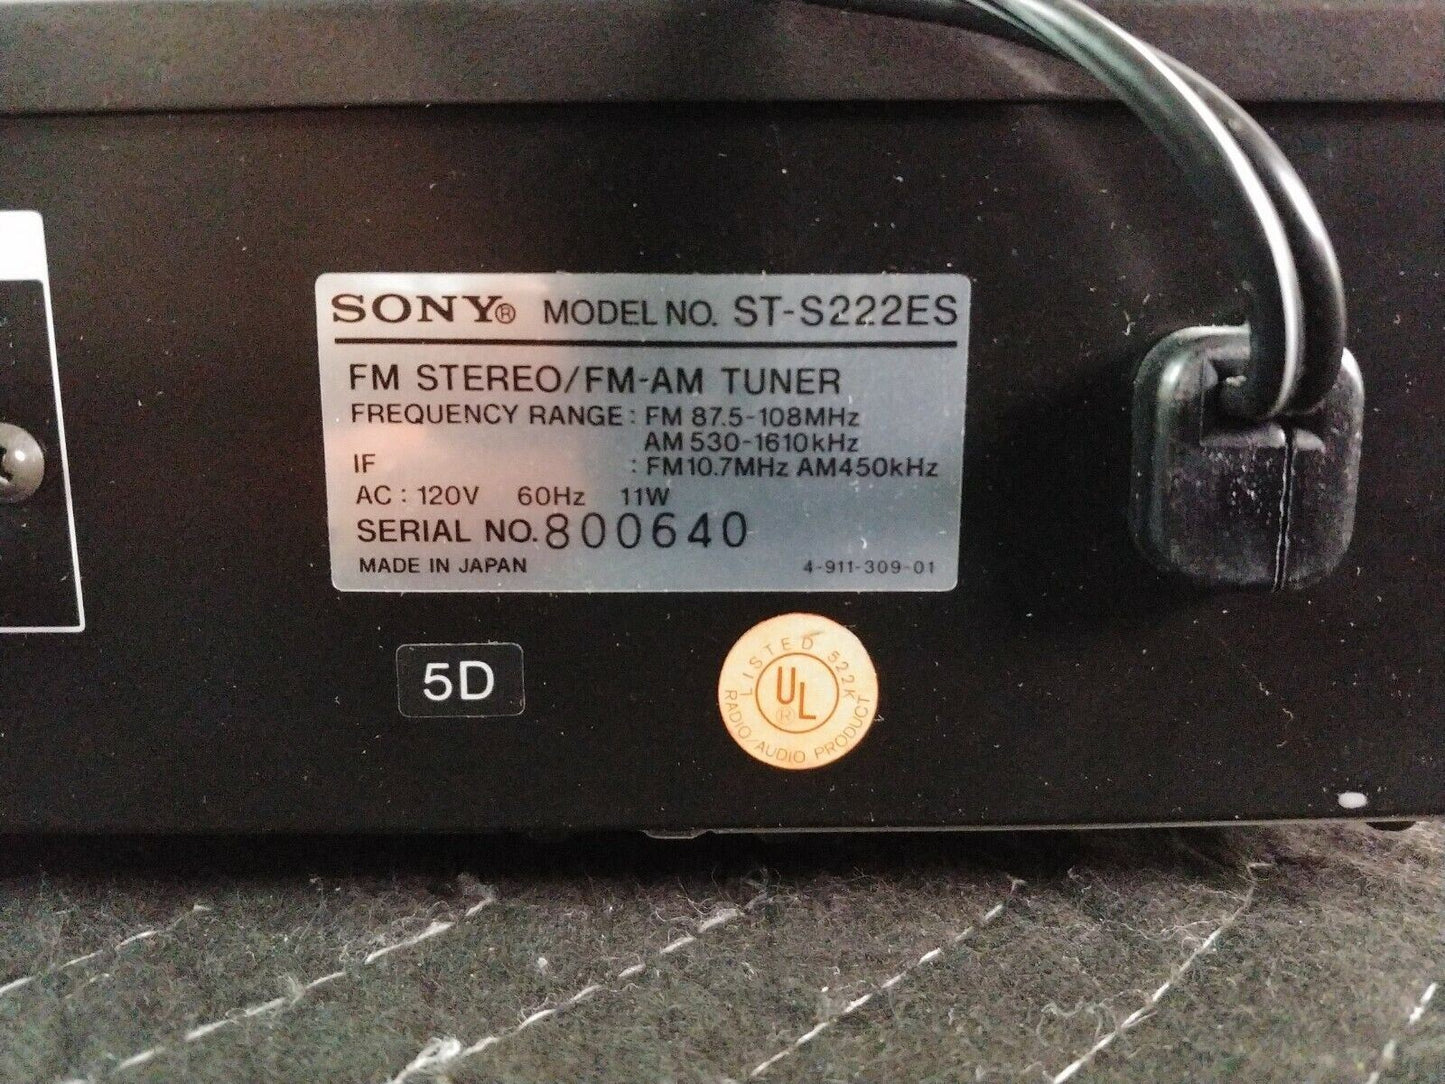 SONY® MODEL NO. ST-S222ES
FM STEREO/FM-AM TUNER
FREQUENCY RANGE : FM 87.5-108MHz
AM 530-1610kHz
IF : FM10.7MHz AM450kHz
AC : 120V 60Hz 11W
SERIAL NO. 800640
MADE IN JAPAN 4-911-309-01
5D
LISTED 522K
UL®
RADIO/AUDIO PRODUCT